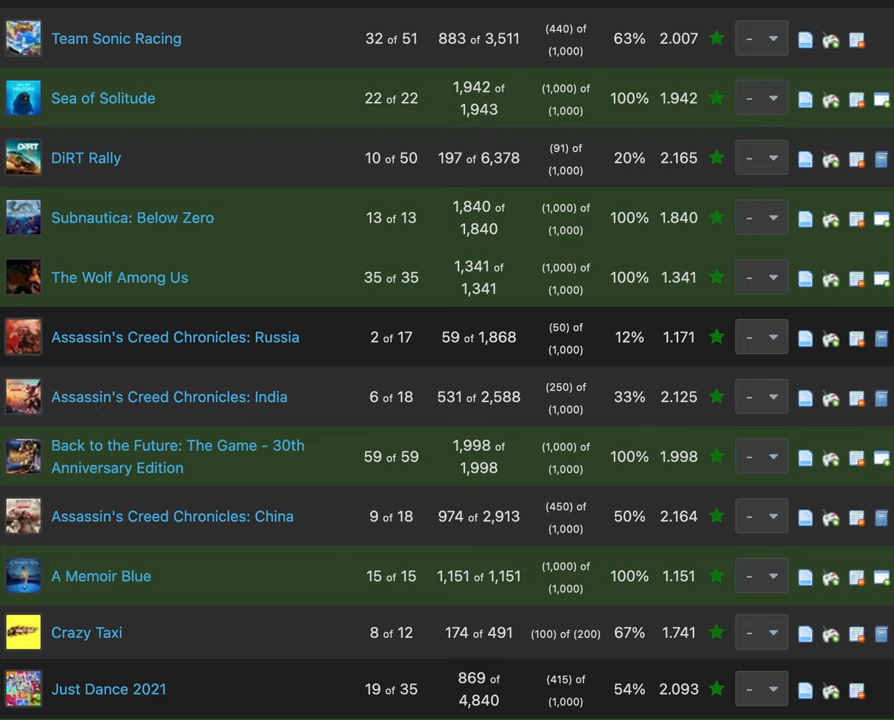 Team Sonic Racing 32 of 51 883 of 3,511 (440) of (1,000) 63% 2.007 -
Sea of Solitude 22 of 22 1,942 of 1,943 (1,000) of (1,000) 100% 1.942 -
DiRT Rally 10 of 50 197 of 6,378 (91) of (1,000) 20% 2.165 -
Subnautica: Below Zero 13 of 13 1,840 of 1,840 (1,000) of (1,000) 100% 1.840 -
The Wolf Among Us 35 of 35 1,341 of 1,341 (1,000) of (1,000) 100% 1.341 -
Assassin's Creed Chronicles: Russia 2 of 17 59 of 1,868 (50) of (1,000) 12% 1.171 -
Assassin's Creed Chronicles: India 6 of 18 531 of 2,588 (250) of (1,000) 33% 2.125 -
Back to the Future: The Game - 30th Anniversary Edition 59 of 59 1,998 of 1,998 (1,000) of (1,000) 100% 1.998 -
Assassin's Creed Chronicles: China 9 of 18 974 of 2,913 (450) of (1,000) 50% 2.164 -
A Memoir Blue 15 of 15 1,151 of 1,151 (1,000) of (1,000) 100% 1.151 -
Crazy Taxi 8 of 12 174 of 491 (100) of (200) 67% 1.741 -
Just Dance 2021 19 of 35 869 of 4,840 (415) of (1,000) 54% 2.093 -